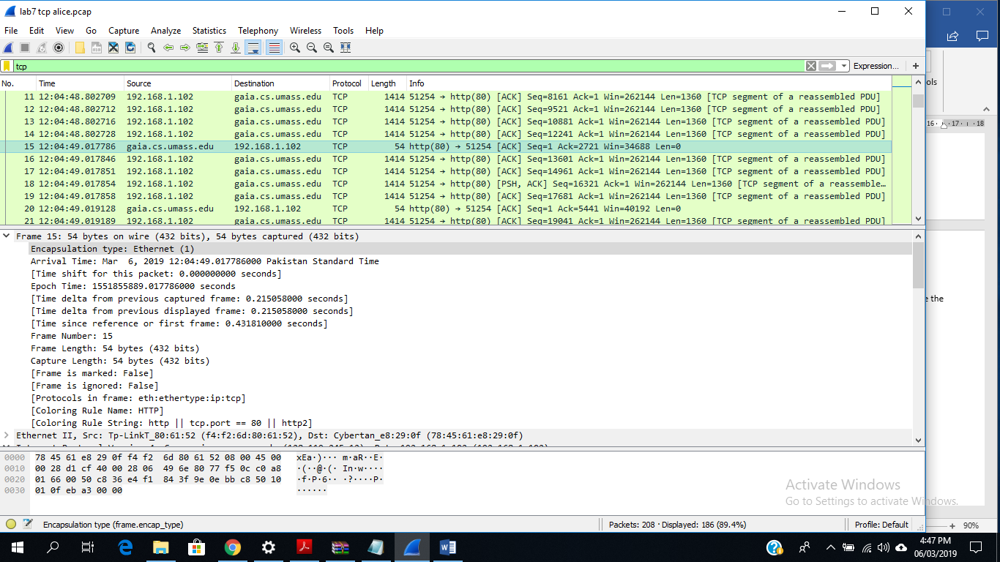 lab7 tcp alice.pcap
File Edit View Go Capture Analyze Statistics Telephony Wireless Tools Help
tcp
Expression... +
No. Time Source Destination Protocol Length Info
11 12:04:48.802709 192.168.1.102 gaia.cs.umass.edu TCP 1414 51254 → http(80) [ACK] Seq=8161 Ack=1 Win=262144 Len=1360 [TCP segment of a reassembled PDU]
12 12:04:48.802712 192.168.1.102 gaia.cs.umass.edu TCP 1414 51254 → http(80) [ACK] Seq=9521 Ack=1 Win=262144 Len=1360 [TCP segment of a reassembled PDU]
13 12:04:48.802716 192.168.1.102 gaia.cs.umass.edu TCP 1414 51254 → http(80) [ACK] Seq=10881 Ack=1 Win=262144 Len=1360 [TCP segment of a reassembled PDU]
14 12:04:48.802728 192.168.1.102 gaia.cs.umass.edu TCP 1414 51254 → http(80) [ACK] Seq=12241 Ack=1 Win=262144 Len=1360 [TCP segment of a reassembled PDU]
15 12:04:49.017786 gaia.cs.umass.edu 192.168.1.102 TCP 54 http(80) → 51254 [ACK] Seq=1 Ack=2721 Win=34688 Len=0
16 12:04:49.017846 192.168.1.102 gaia.cs.umass.edu TCP 1414 51254 → http(80) [ACK] Seq=13601 Ack=1 Win=262144 Len=1360 [TCP segment of a reassembled PDU]
17 12:04:49.017851 192.168.1.102 gaia.cs.umass.edu TCP 1414 51254 → http(80) [ACK] Seq=14961 Ack=1 Win=262144 Len=1360 [TCP segment of a reassembled PDU]
18 12:04:49.017854 192.168.1.102 gaia.cs.umass.edu TCP 1414 51254 → http(80) [PSH, ACK] Seq=16321 Ack=1 Win=262144 Len=1360 [TCP segment of a reassemble…
19 12:04:49.017858 192.168.1.102 gaia.cs.umass.edu TCP 1414 51254 → http(80) [ACK] Seq=17681 Ack=1 Win=262144 Len=1360 [TCP segment of a reassembled PDU]
20 12:04:49.019128 gaia.cs.umass.edu 192.168.1.102 TCP 54 http(80) → 51254 [ACK] Seq=1 Ack=5441 Win=40192 Len=0
21 12:04:49.019189 192.168.1.102 gaia.cs.umass.edu TCP 1414 51254 → http(80) [ACK] Seq=19041 Ack=1 Win=262144 Len=1360 [TCP segment of a reassembled PDU]
Frame 15: 54 bytes on wire (432 bits), 54 bytes captured (432 bits)
Encapsulation type: Ethernet (1)
Arrival Time: Mar 6, 2019 12:04:49.017786000 Pakistan Standard Time
[Time shift for this packet: 0.000000000 seconds]
Epoch Time: 1551855889.017786000 seconds
[Time delta from previous captured frame: 0.215058000 seconds]
[Time delta from previous displayed frame: 0.215058000 seconds]
[Time since reference or first frame: 0.431810000 seconds]
Frame Number: 15
Frame Length: 54 bytes (432 bits)
Capture Length: 54 bytes (432 bits)
[Frame is marked: False]
[Frame is ignored: False]
[Protocols in frame: eth:ethertype:ip:tcp]
[Coloring Rule Name: HTTP]
[Coloring Rule String: http || tcp.port == 80 || http2]
Ethernet II, Src: Tp-LinkT_80:61:52 (f4:f2:6d:80:61:52), Dst: Cybertan_e8:29:0f (78:45:61:e8:29:0f)
0000 78 45 61 e8 29 0f f4 f2 6d 80 61 52 08 00 45 00 xEa·)··· m·aR··E·
0010 00 28 d1 cf 40 00 28 06 49 6e 80 77 f5 0c c0 a8 ·(··@·(· In·w····
0020 01 66 00 50 c8 36 e4 f1 84 3f 9e 0e bb c8 50 10 ·f·P·6·· ·?····P·
0030 01 0f eb a3 00 00 ······
Encapsulation type (frame.encap_type)
Packets: 208 · Displayed: 186 (89.4%)
Profile: Default
ols
16 17 18
e the
Activate Windows
Go to Settings to activate Windows.
90%
4:47 PM
06/03/2019